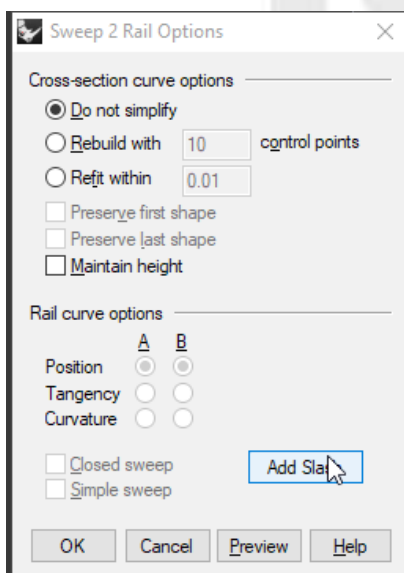 Sweep 2 Rail Options
Cross-section curve options
Do not simplify
Rebuild with 10 control points
Refit within 0.01
Preserve first shape
Preserve last shape
Maintain height
Rail curve options
A B
Position
Tangency
Curvature
Closed sweep
Add
Simple sweep
OK Cancel Preview Help